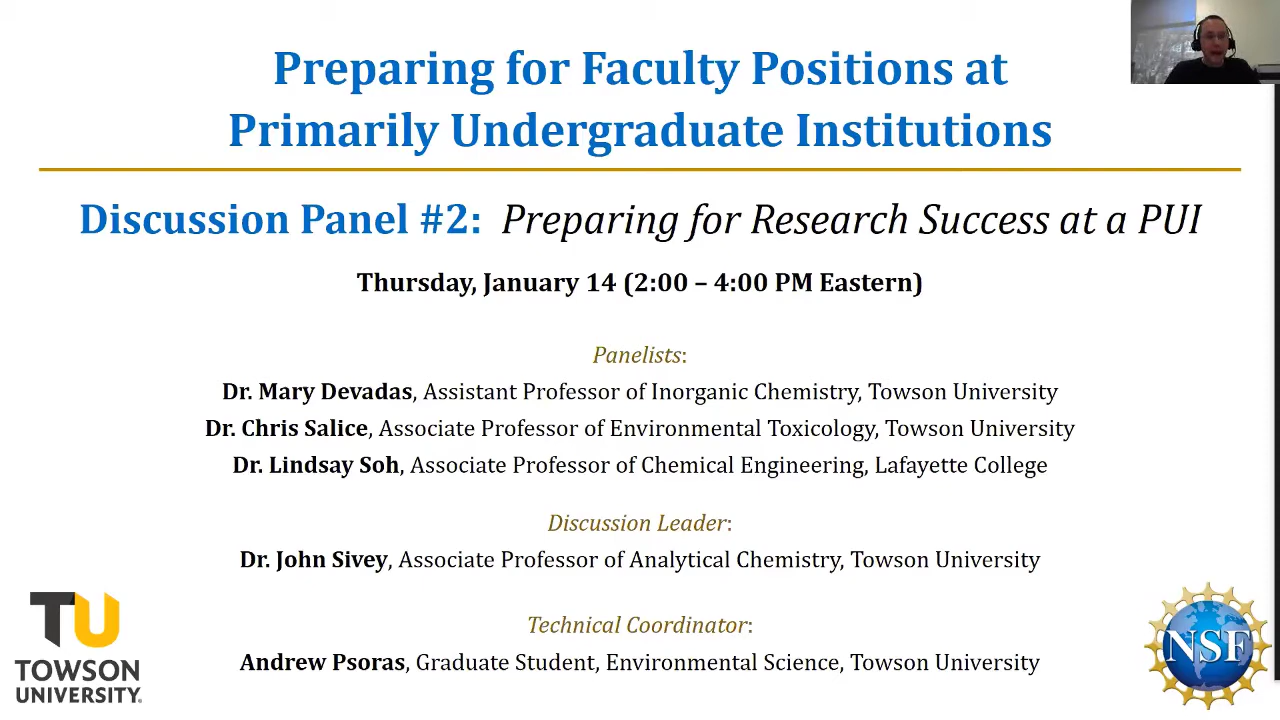 Preparing for Faculty Positions at
Primarily Undergraduate Institutions
Discussion Panel #2: Preparing for Research Success at a PUI
Thursday, January 14 (2:00 – 4:00 PM Eastern)
Panelists:
Dr. Mary Devadas, Assistant Professor of Inorganic Chemistry, Towson University
Dr. Chris Salice, Associate Professor of Environmental Toxicology, Towson University
Dr. Lindsay Soh, Associate Professor of Chemical Engineering, Lafayette College
Discussion Leader:
Dr. John Sivey, Associate Professor of Analytical Chemistry, Towson University
Technical Coordinator:
Andrew Psoras, Graduate Student, Environmental Science, Towson University
TU
TOWSON
UNIVERSITY.
NSF